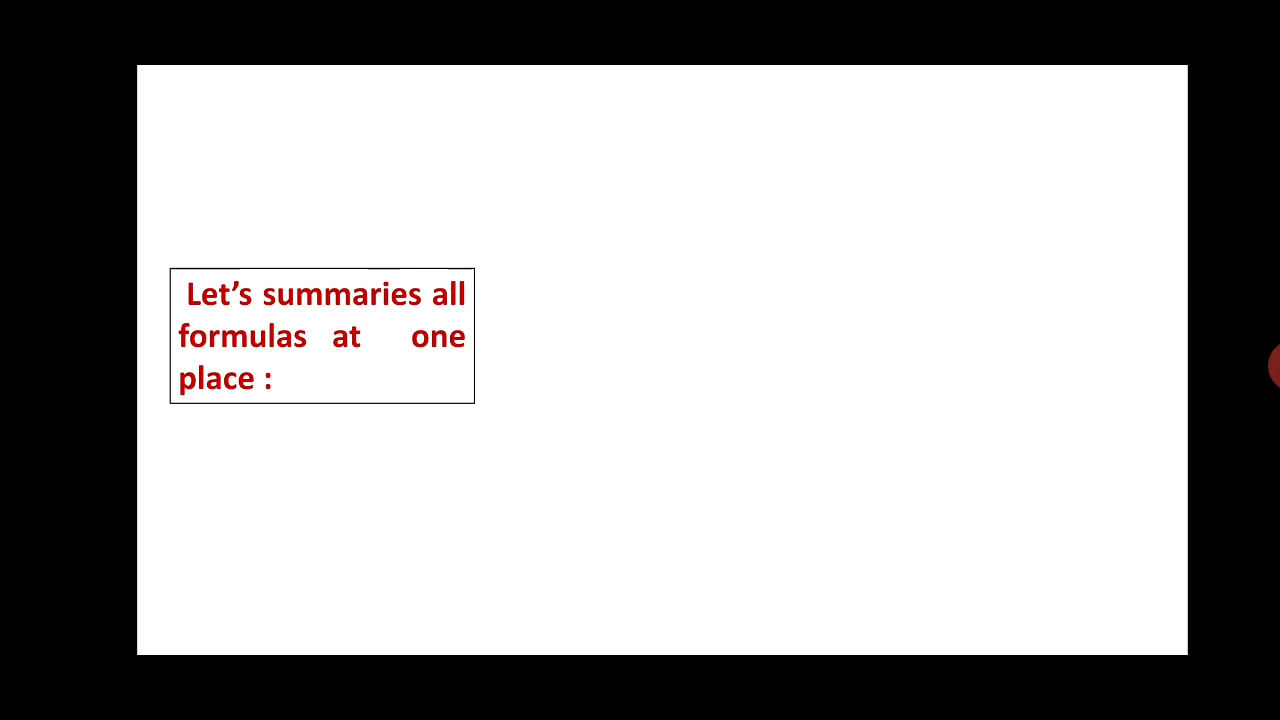 Let’s summaries all
formulas at one
place :